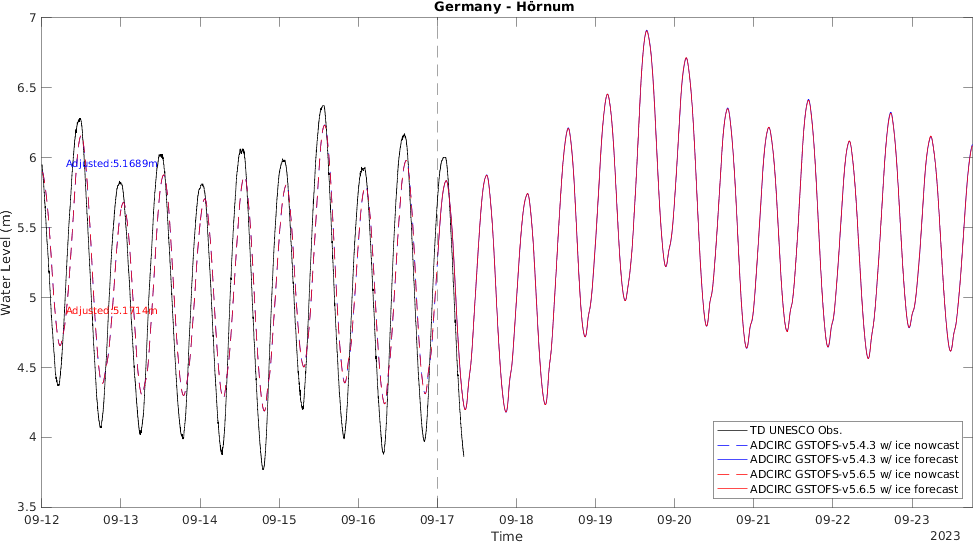 Germany - Hörnum
Water Level (m)
7
6.5
6
5.5
5
4.5
4
3.5
Adjusted:5.1689m
Adjusted:5.1714m
TD UNESCO Obs.
ADCIRC GSTOFS-v5.4.3 w/ ice nowcast
ADCIRC GSTOFS-v5.4.3 w/ ice forecast
ADCIRC GSTOFS-v5.6.5 w/ ice nowcast
ADCIRC GSTOFS-v5.6.5 w/ ice forecast
09-12 09-13 09-14 09-15 09-16 09-17 09-18 09-19 09-20 09-21 09-22 09-23
Time
2023